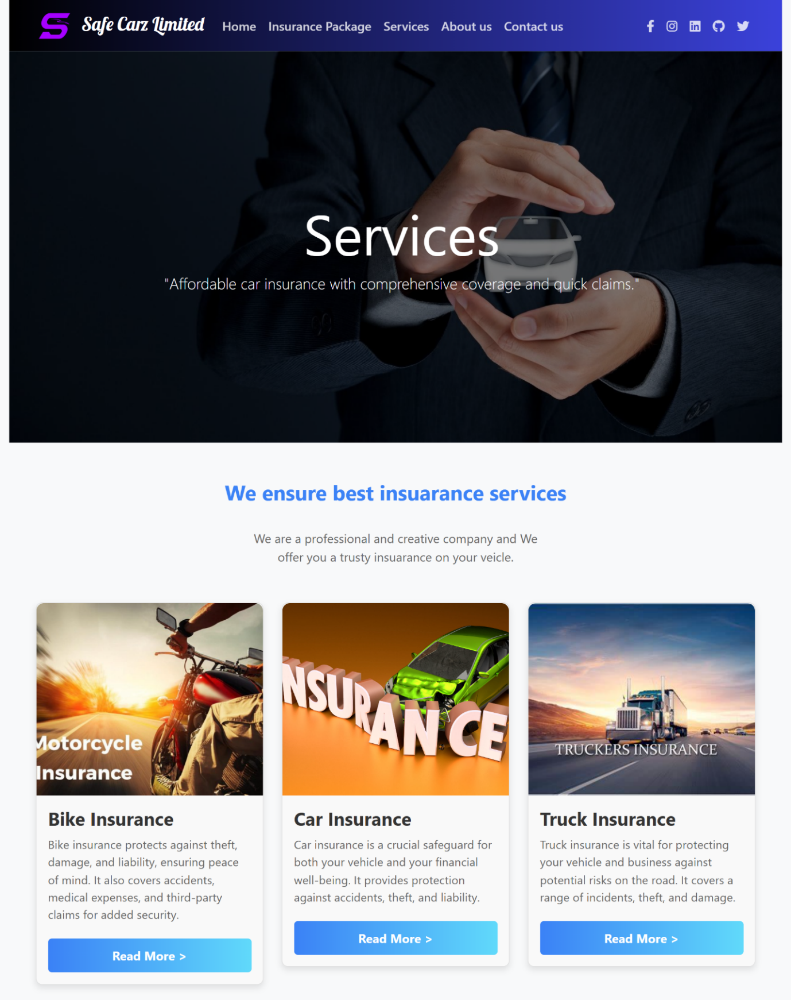 Safe Carz Limited Home Insurance Package Services About us Contact us
Services
"Affordable car insurance with comprehensive coverage and quick claims."
We ensure best insuarance services
We are a professional and creative company and We
offer you a trusty insuarance on your veicle.
Motorcycle
Insurance
Bike Insurance
Bike insurance protects against theft,
damage, and liability, ensuring peace
of mind. It also covers accidents,
medical expenses, and third-party
claims for added security.
Read More >
INSURANCE
Car Insurance
Car insurance is a crucial safeguard for
both your vehicle and your financial
well-being. It provides protection
against accidents, theft, and liability.
Read More >
TRUCKERS INSURANCE
Truck Insurance
Truck insurance is vital for protecting
your vehicle and business against
potential risks on the road. It covers a
range of incidents, theft, and damage.
Read More >